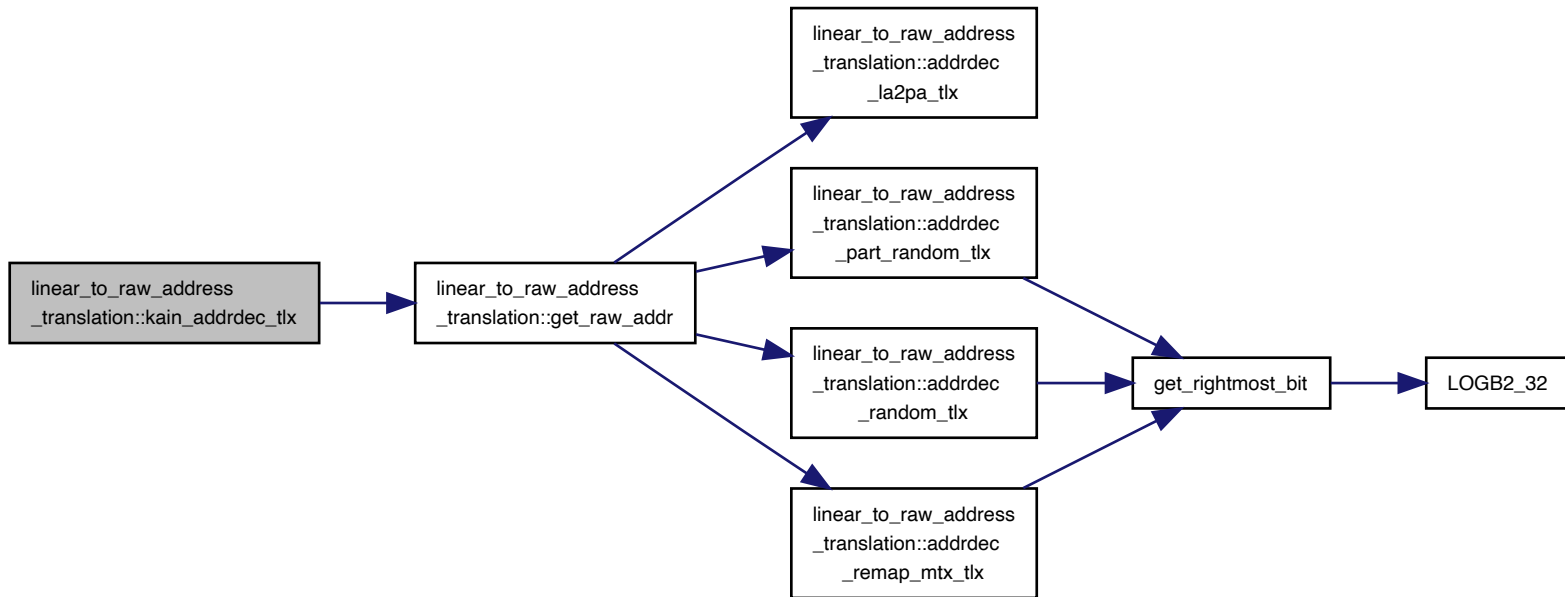 linear_to_raw_address
_translation::kain_addrdec_tlx
linear_to_raw_address
_translation::get_raw_addr
linear_to_raw_address
_translation::addrdec
_la2pa_tlx
linear_to_raw_address
_translation::addrdec
_part_random_tlx
linear_to_raw_address
_translation::addrdec
_random_tlx
linear_to_raw_address
_translation::addrdec
_remap_mtx_tlx
get_rightmost_bit
LOGB2_32